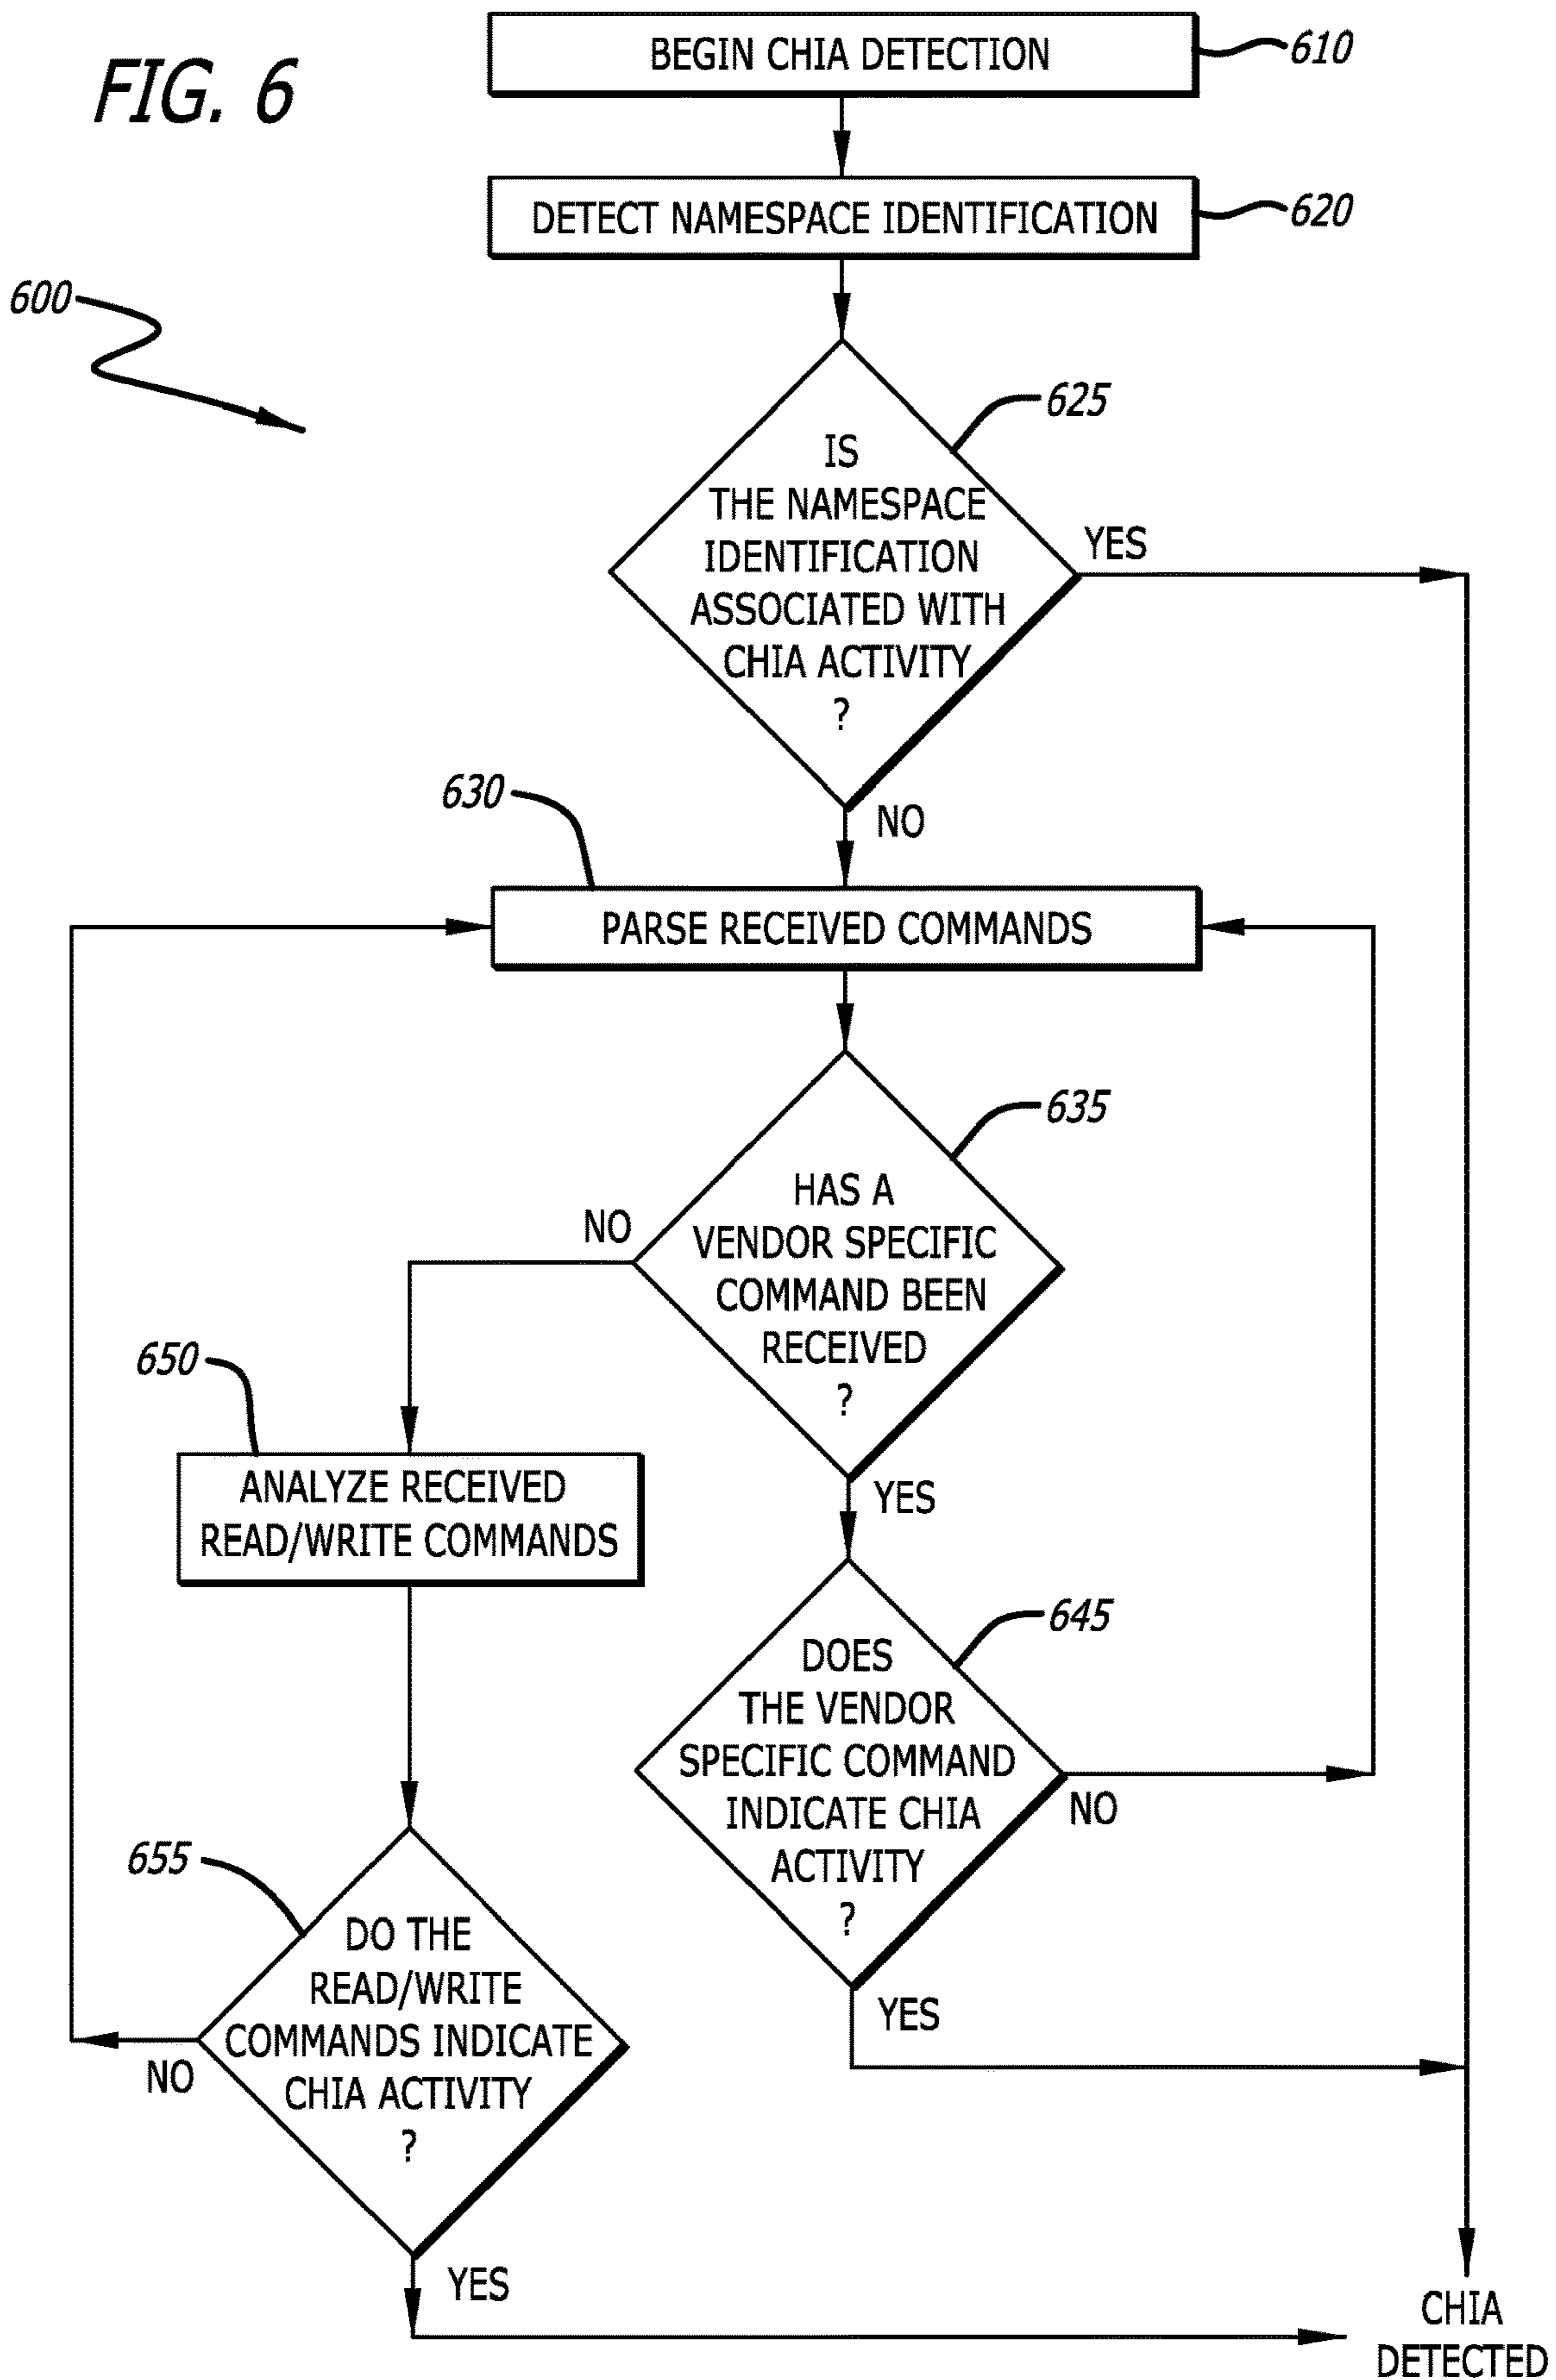 FIG. 6
BEGIN CHIA DETECTION
610
DETECT NAMESPACE IDENTIFICATION
620
600
625
IS
THE NAMESPACE
IDENTIFICATION
ASSOCIATED WITH
CHIA ACTIVITY
?
YES
NO
630
PARSE RECEIVED COMMANDS
635
HAS A
VENDOR SPECIFIC
COMMAND BEEN
RECEIVED
?
NO
YES
650
ANALYZE RECEIVED
READ/WRITE COMMANDS
645
DOES
THE VENDOR
SPECIFIC COMMAND
INDICATE CHIA
ACTIVITY
?
NO
YES
655
DO THE
READ/WRITE
COMMANDS INDICATE
CHIA ACTIVITY
?
NO
YES
CHIA
DETECTED